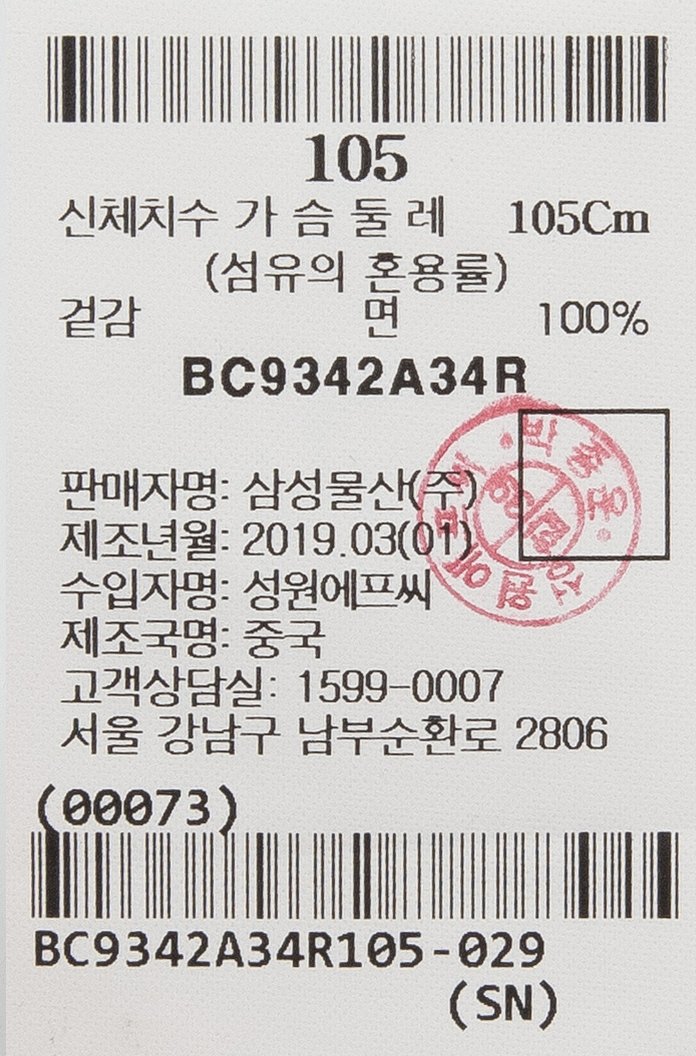 105
신체치수 가 슴 둘 레 105Cm
(섬유의 혼용률)
겉감 면 100%
BC9342A34R
판매자명: 삼성물산(주)
제조년월: 2019.03(01)
수입자명: 성원에프씨
제조국명: 중국
고객상담실: 1599-0007
서울 강남구 남부순환로 2806
(00073)
BC9342A34R105-029
(SN)